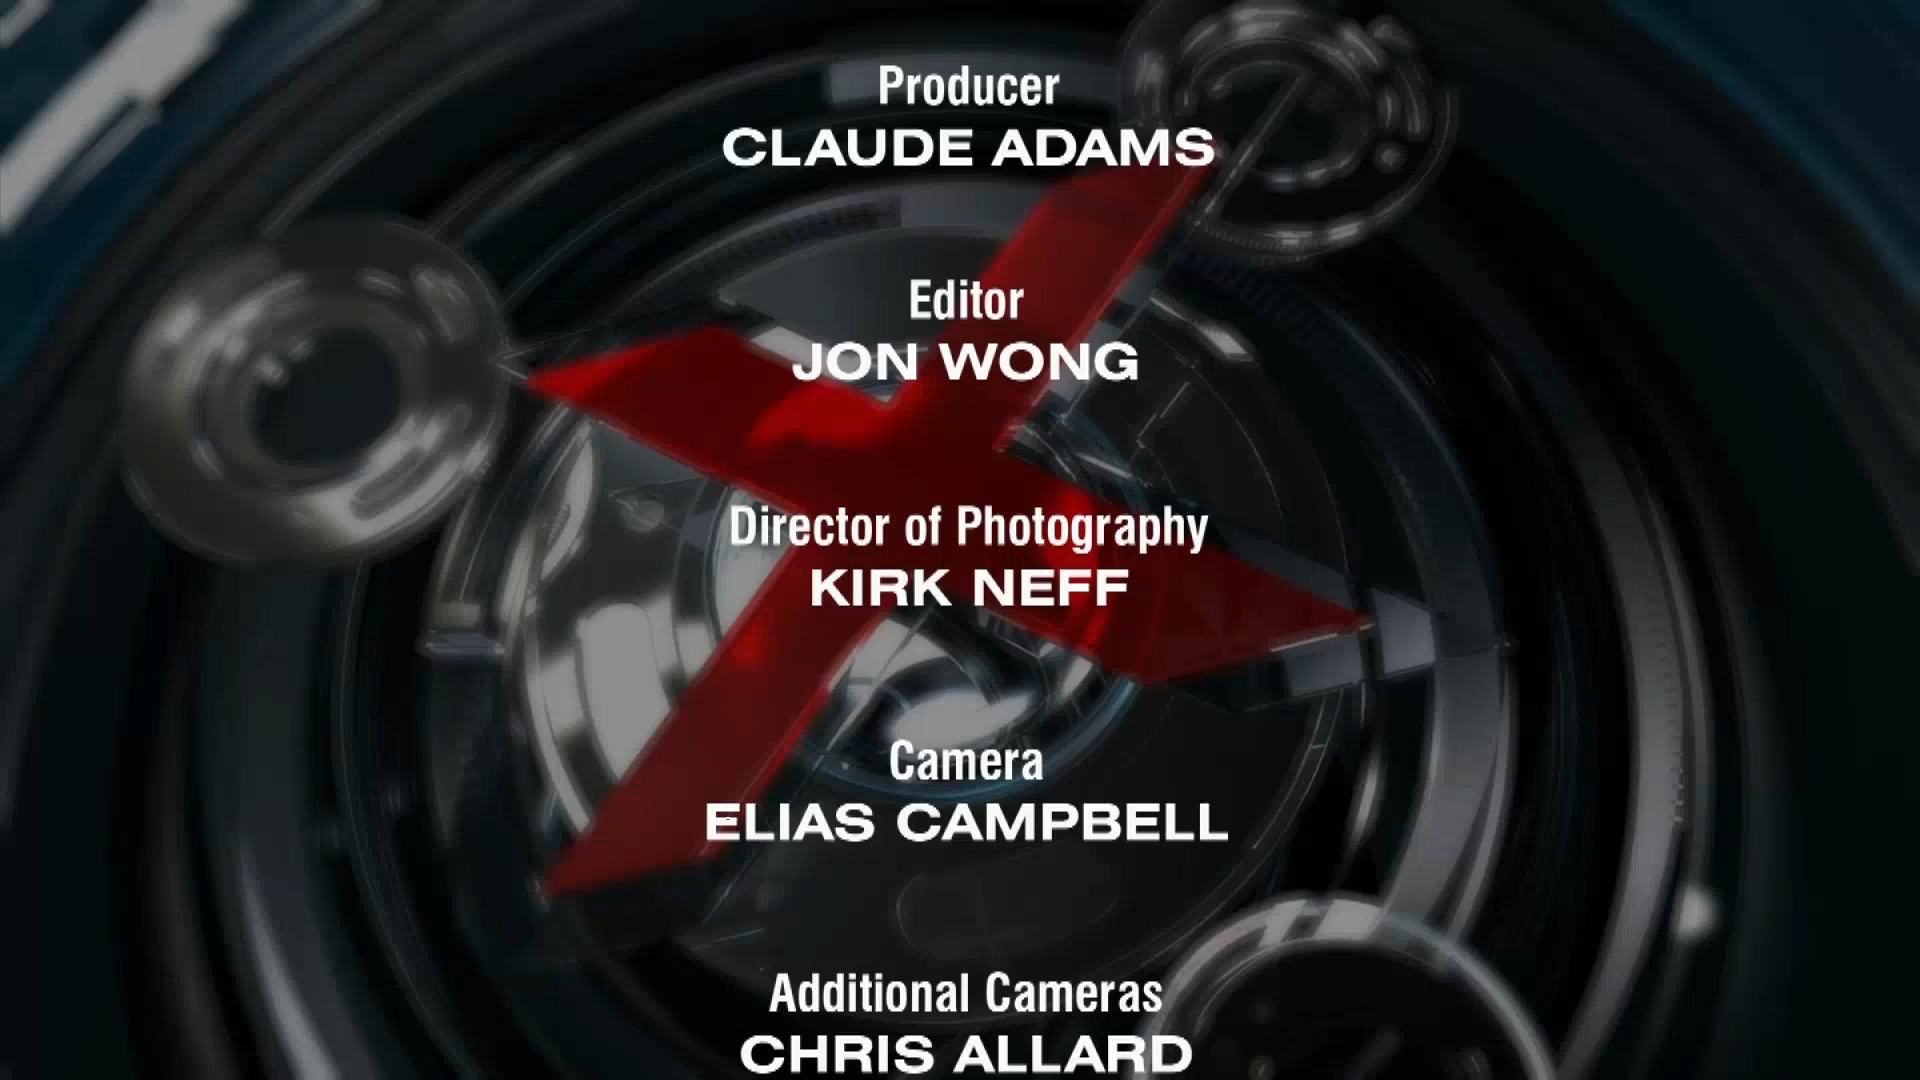 Producer
CLAUDE ADAMS
Editor
JON WONG
Director of Photography
KIRK NEFF
Camera
ELIAS CAMPBELL
Additional Cameras
CHRIS ALLARD